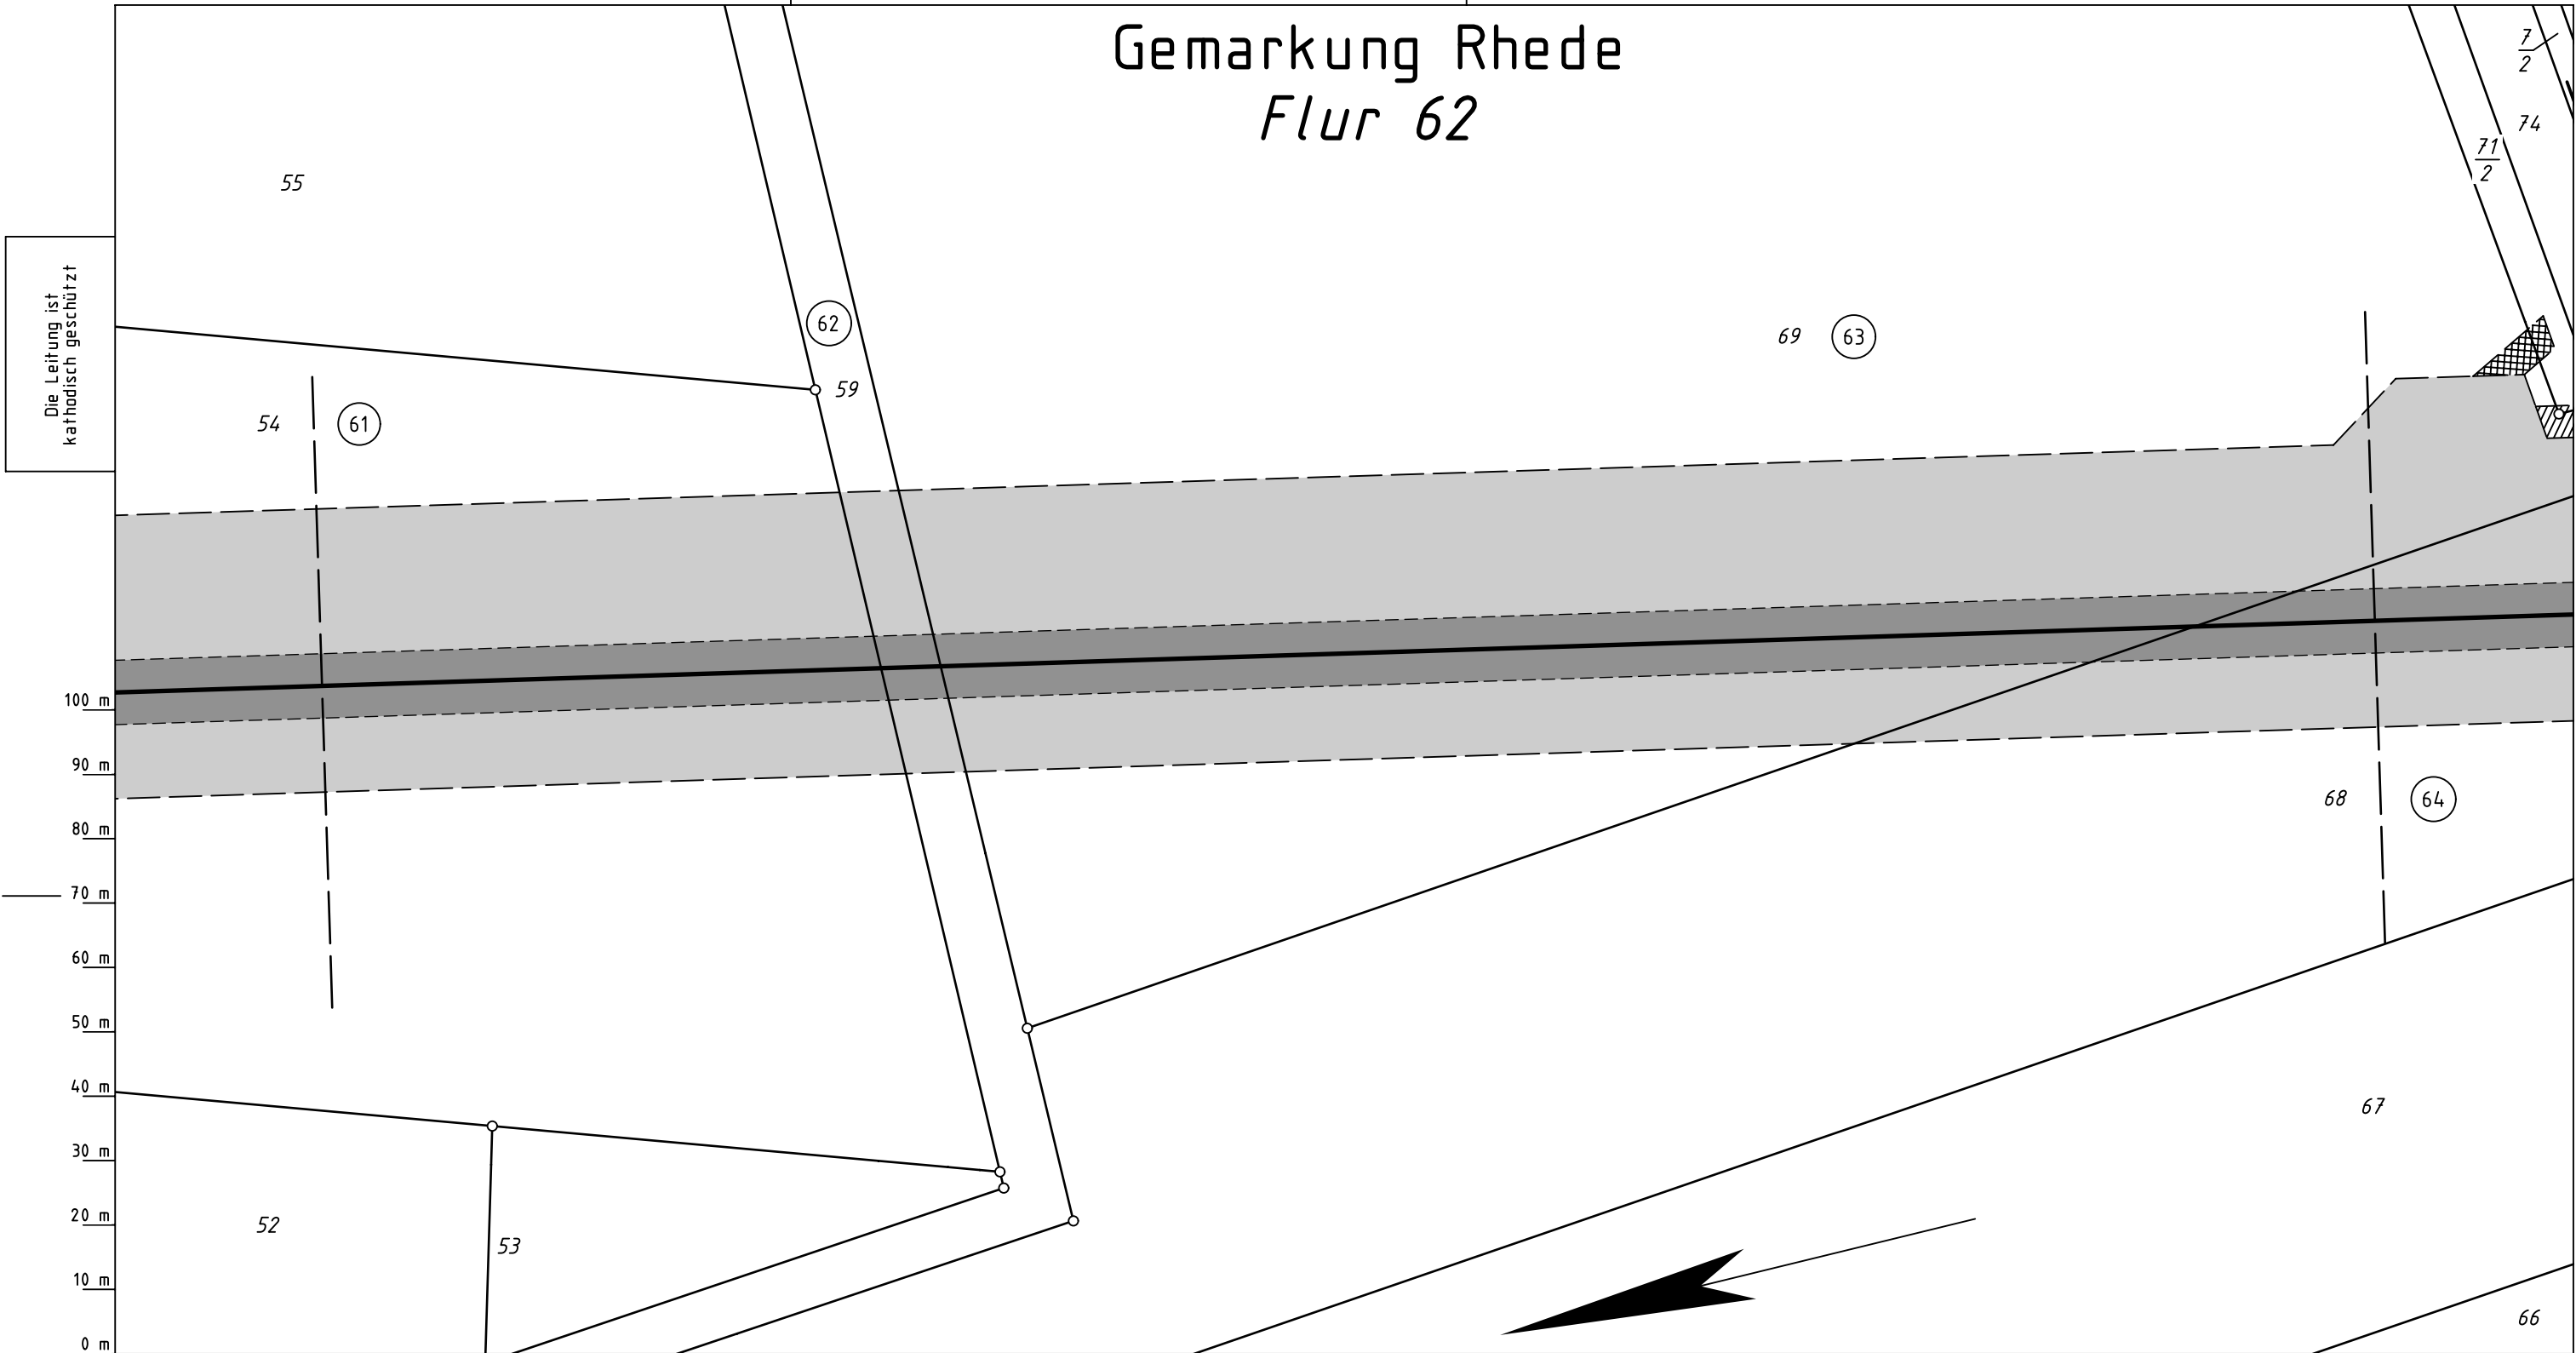 Gemarkung Rhede
Flur 62
7
2
74
71
2
55
Die Leitung ist
kathodisch geschützt
62
69
63
59
54
61
100 m
90 m
80 m
68
64
70 m
60 m
50 m
40 m
67
30 m
20 m
52
53
10 m
66
0 m